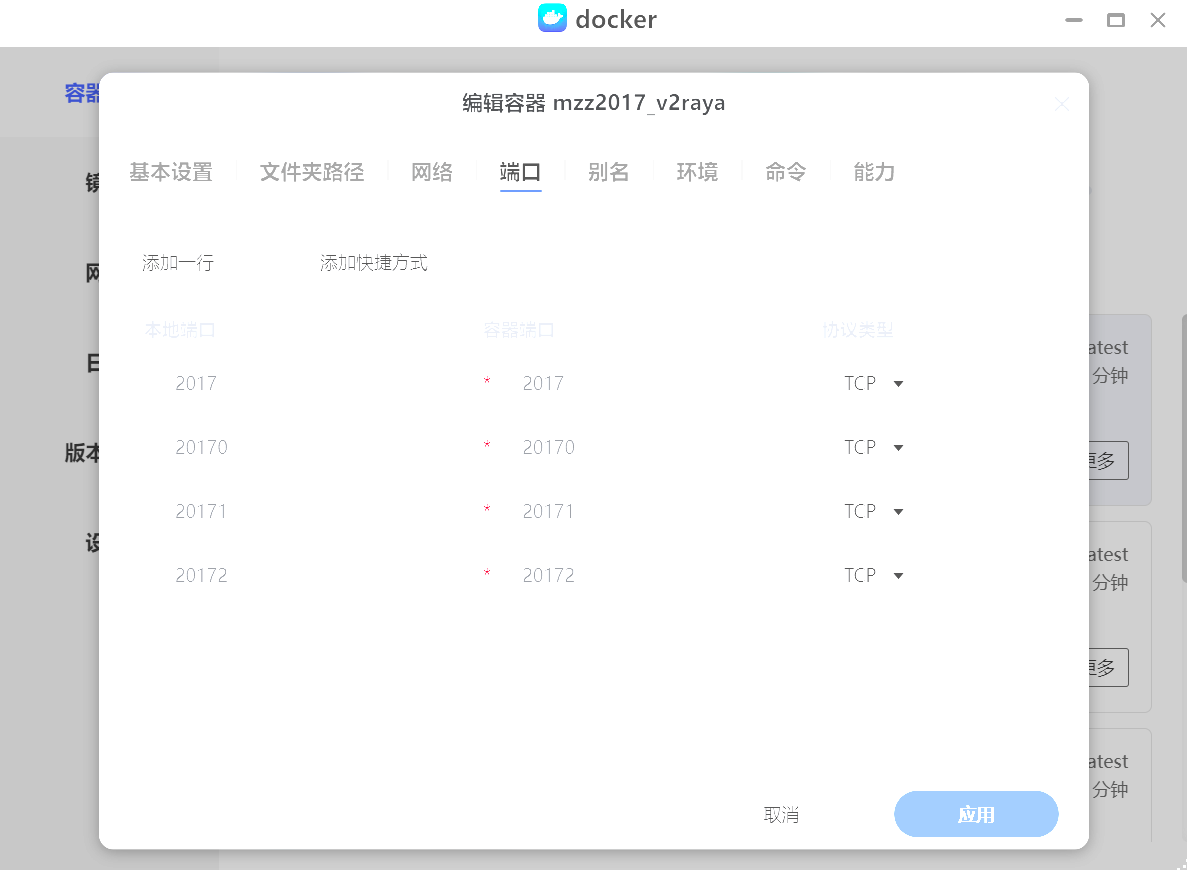 docker
编辑容器 mzz2017_v2raya
容器
基本设置 文件夹路径 网络 端口 别名 环境 命令 能力
添加一行 添加快捷方式
本地端口 容器端口 协议类型
2017 * 2017 TCP
20170 * 20170 TCP
20171 * 20171 TCP
20172 * 20172 TCP
版本
atest
分钟
更多
atest
分钟
更多
atest
分钟
取消 应用